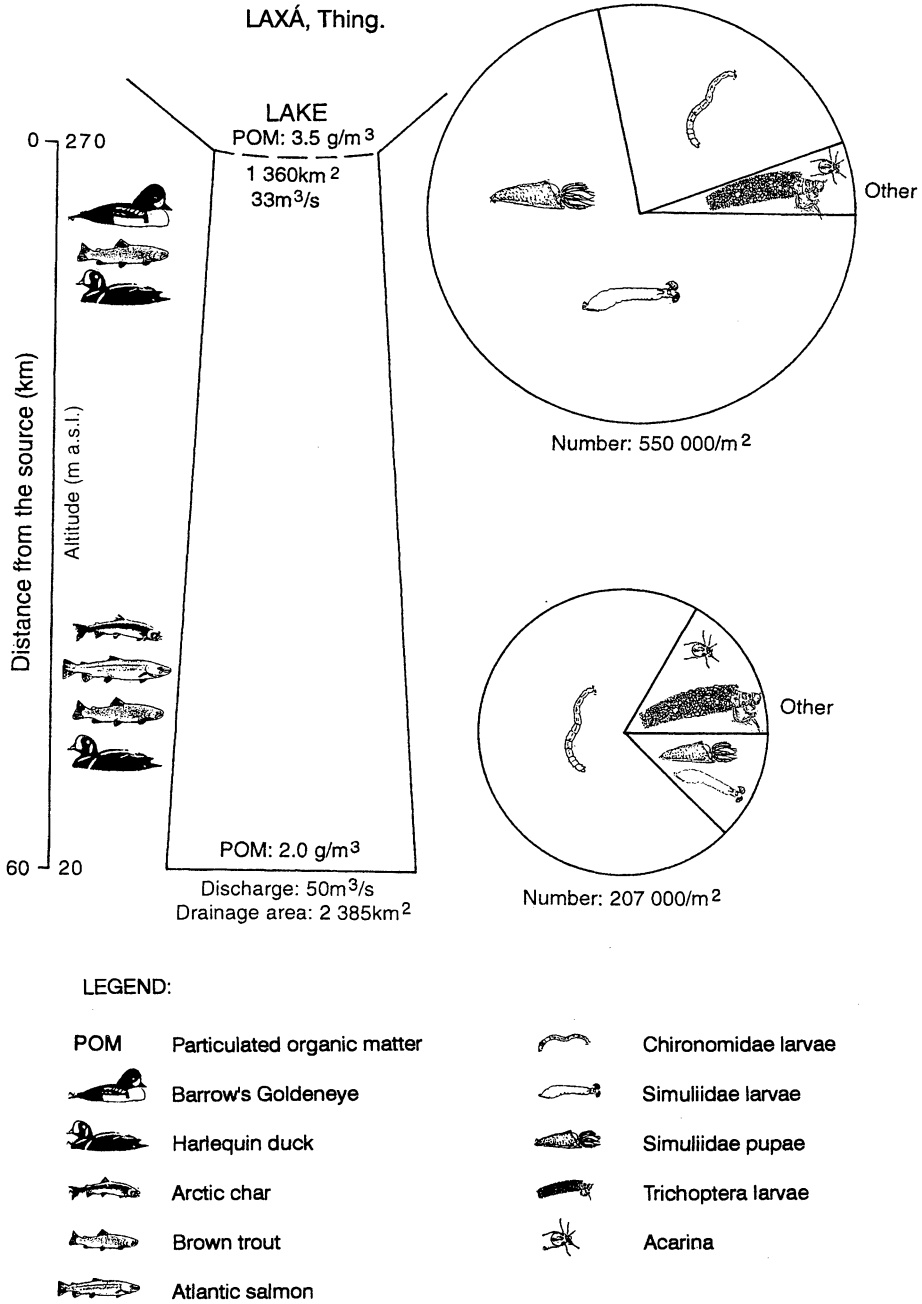 LAXÁ, Thing.
LAKE
POM: 3.5 g/m³
0 270
1 360km²
33m³/s
Other
Number: 550 000/m²
Distance from the source (km)
Altitude (m a.s.l.)
Other
POM: 2.0 g/m³
60 20
Discharge: 50m³/s
Drainage area: 2 385km²
Number: 207 000/m²
LEGEND:
POM Particulated organic matter
Barrow's Goldeneye
Harlequin duck
Arctic char
Brown trout
Atlantic salmon
Chironomidae larvae
Simuliidae larvae
Simuliidae pupae
Trichoptera larvae
Acarina